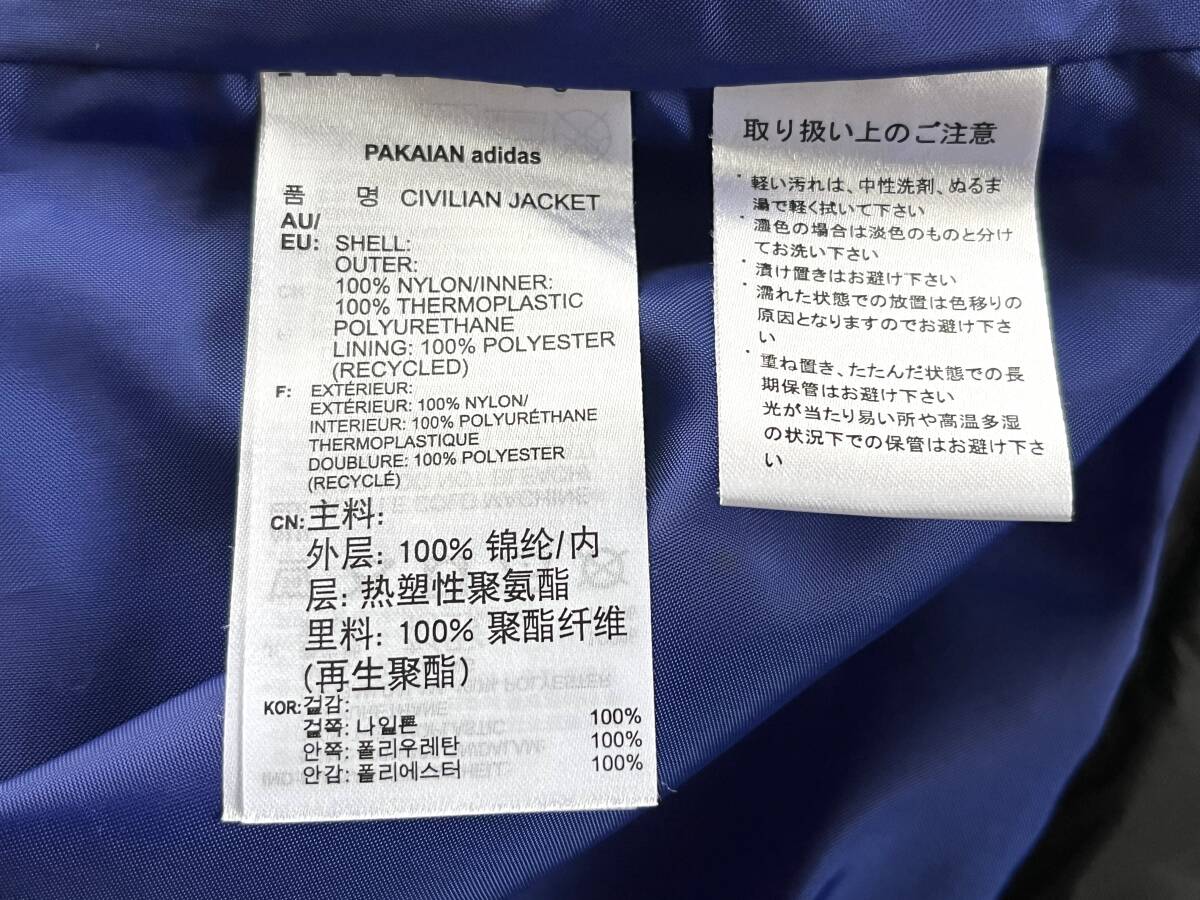 PAKAIAN adidas
품 명 CIVILIAN JACKET
AU/
EU: SHELL:
OUTER:
100% NYLON/INNER:
100% THERMOPLASTIC
POLYURETHANE
LINING: 100% POLYESTER
(RECYCLED)
F: EXTÉRIEUR:
EXTÉRIEUR: 100% NYLON/
INTERIEUR: 100% POLYURÉTHANE
THERMOPLASTIQUE
DOUBLURE: 100% POLYESTER
(RECYCLÉ)
CN: 主料:
外层: 100% 锦纶/内
层: 热塑性聚氨酯
里料: 100% 聚酯纤维
(再生聚酯)
KOR: 겉감:
겉쪽: 나일론 100%
안쪽: 폴리우레탄 100%
안감: 폴리에스터 100%
取り扱い上のご注意
・軽い汚れは、中性洗剤、ぬるま
湯で軽く拭いて下さい
・濃色の場合は淡色のものと分け
てお洗い下さい
・漬け置きはお避け下さい
・濡れた状態での放置は色移りの
原因となりますのでお避け下さ
い
・重ね置き、たたんだ状態での長
期保管はお避け下さい
光が当たり易い所や高温多湿
の状況下での保管はお避け下さ
い